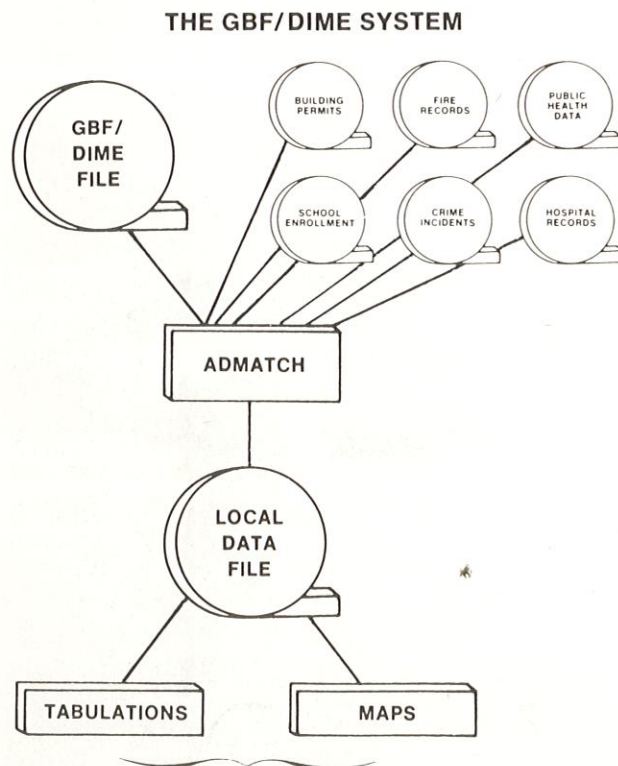 THE GBF/DIME SYSTEM
GBF/
DIME
FILE
BUILDING
PERMITS
FIRE
RECORDS
PUBLIC
HEALTH
DATA
SCHOOL
ENROLLMENT
CRIME
INCIDENTS
HOSPITAL
RECORDS
ADMATCH
LOCAL
DATA
FILE
TABULATIONS
MAPS